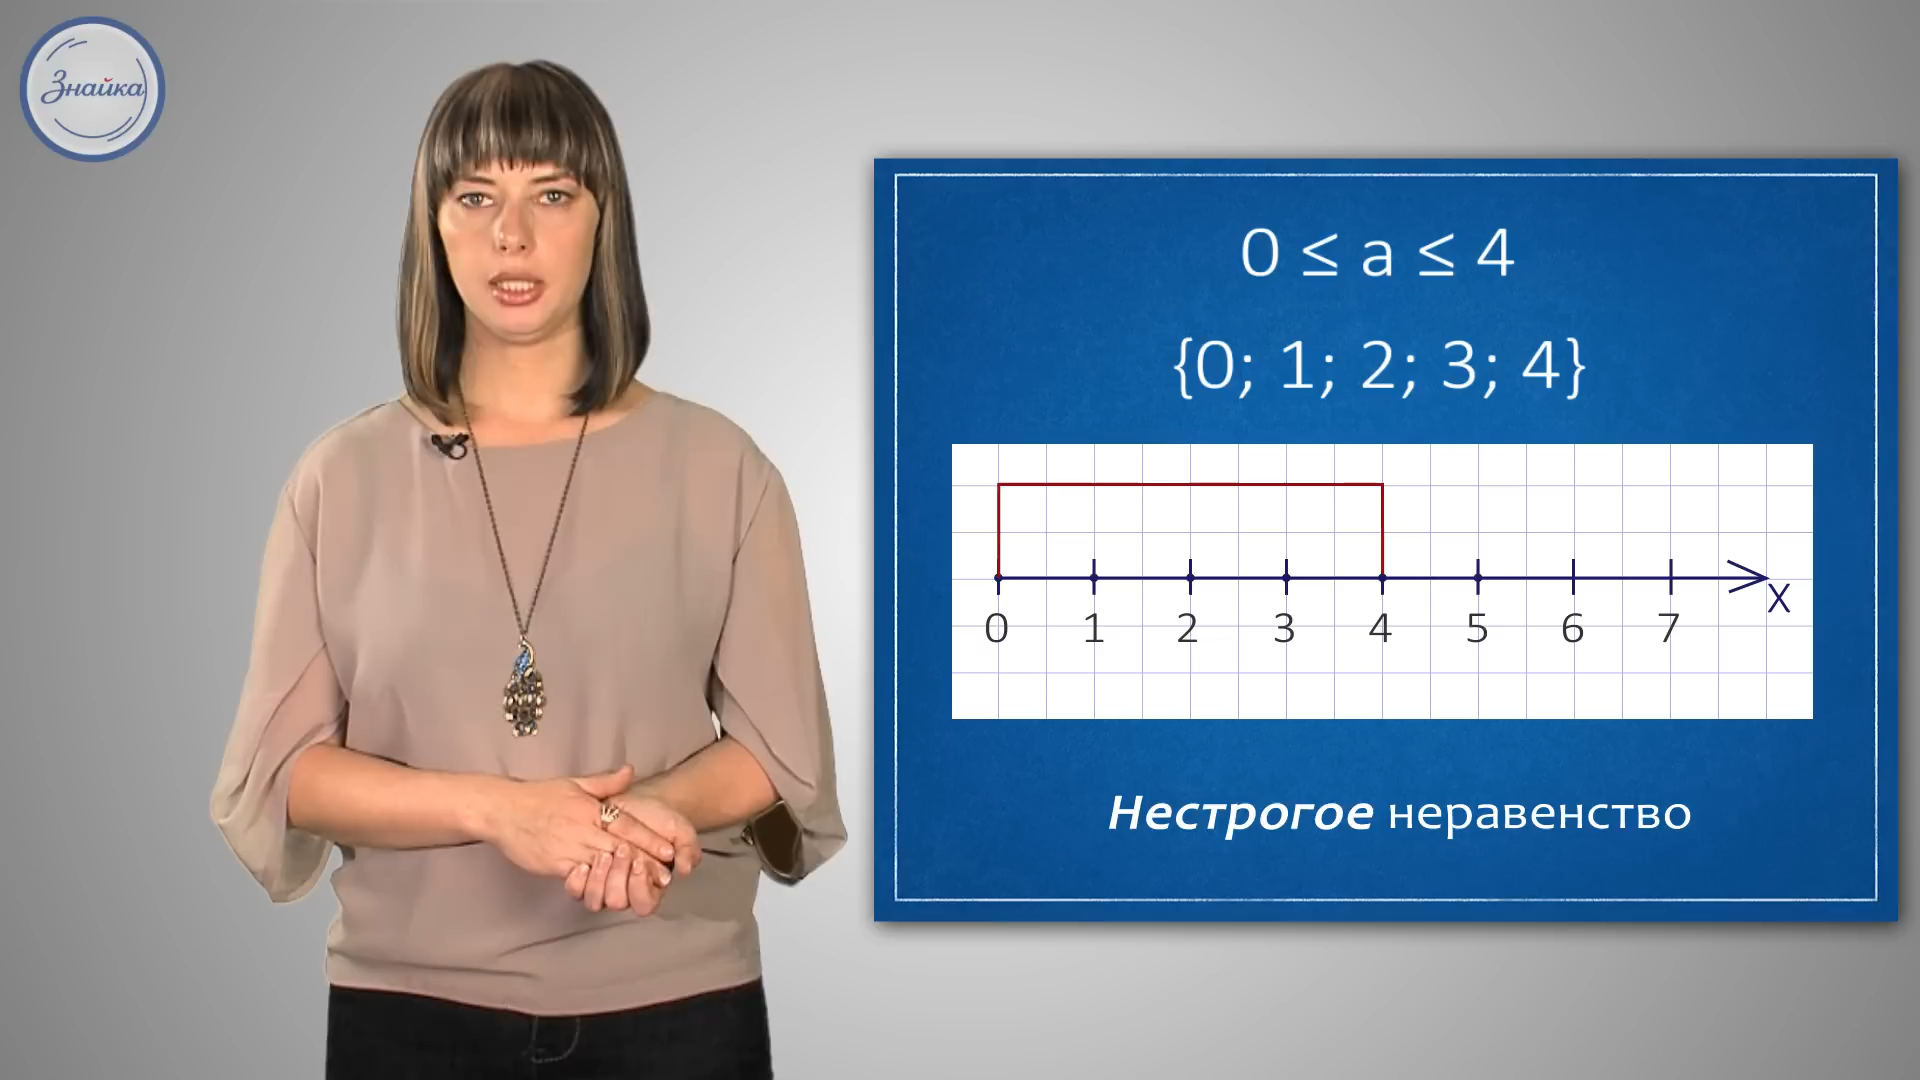 Знайка
0 ≤ a ≤ 4
{0; 1; 2; 3; 4}
X
0 1 2 3 4 5 6 7
Нестрогое неравенство